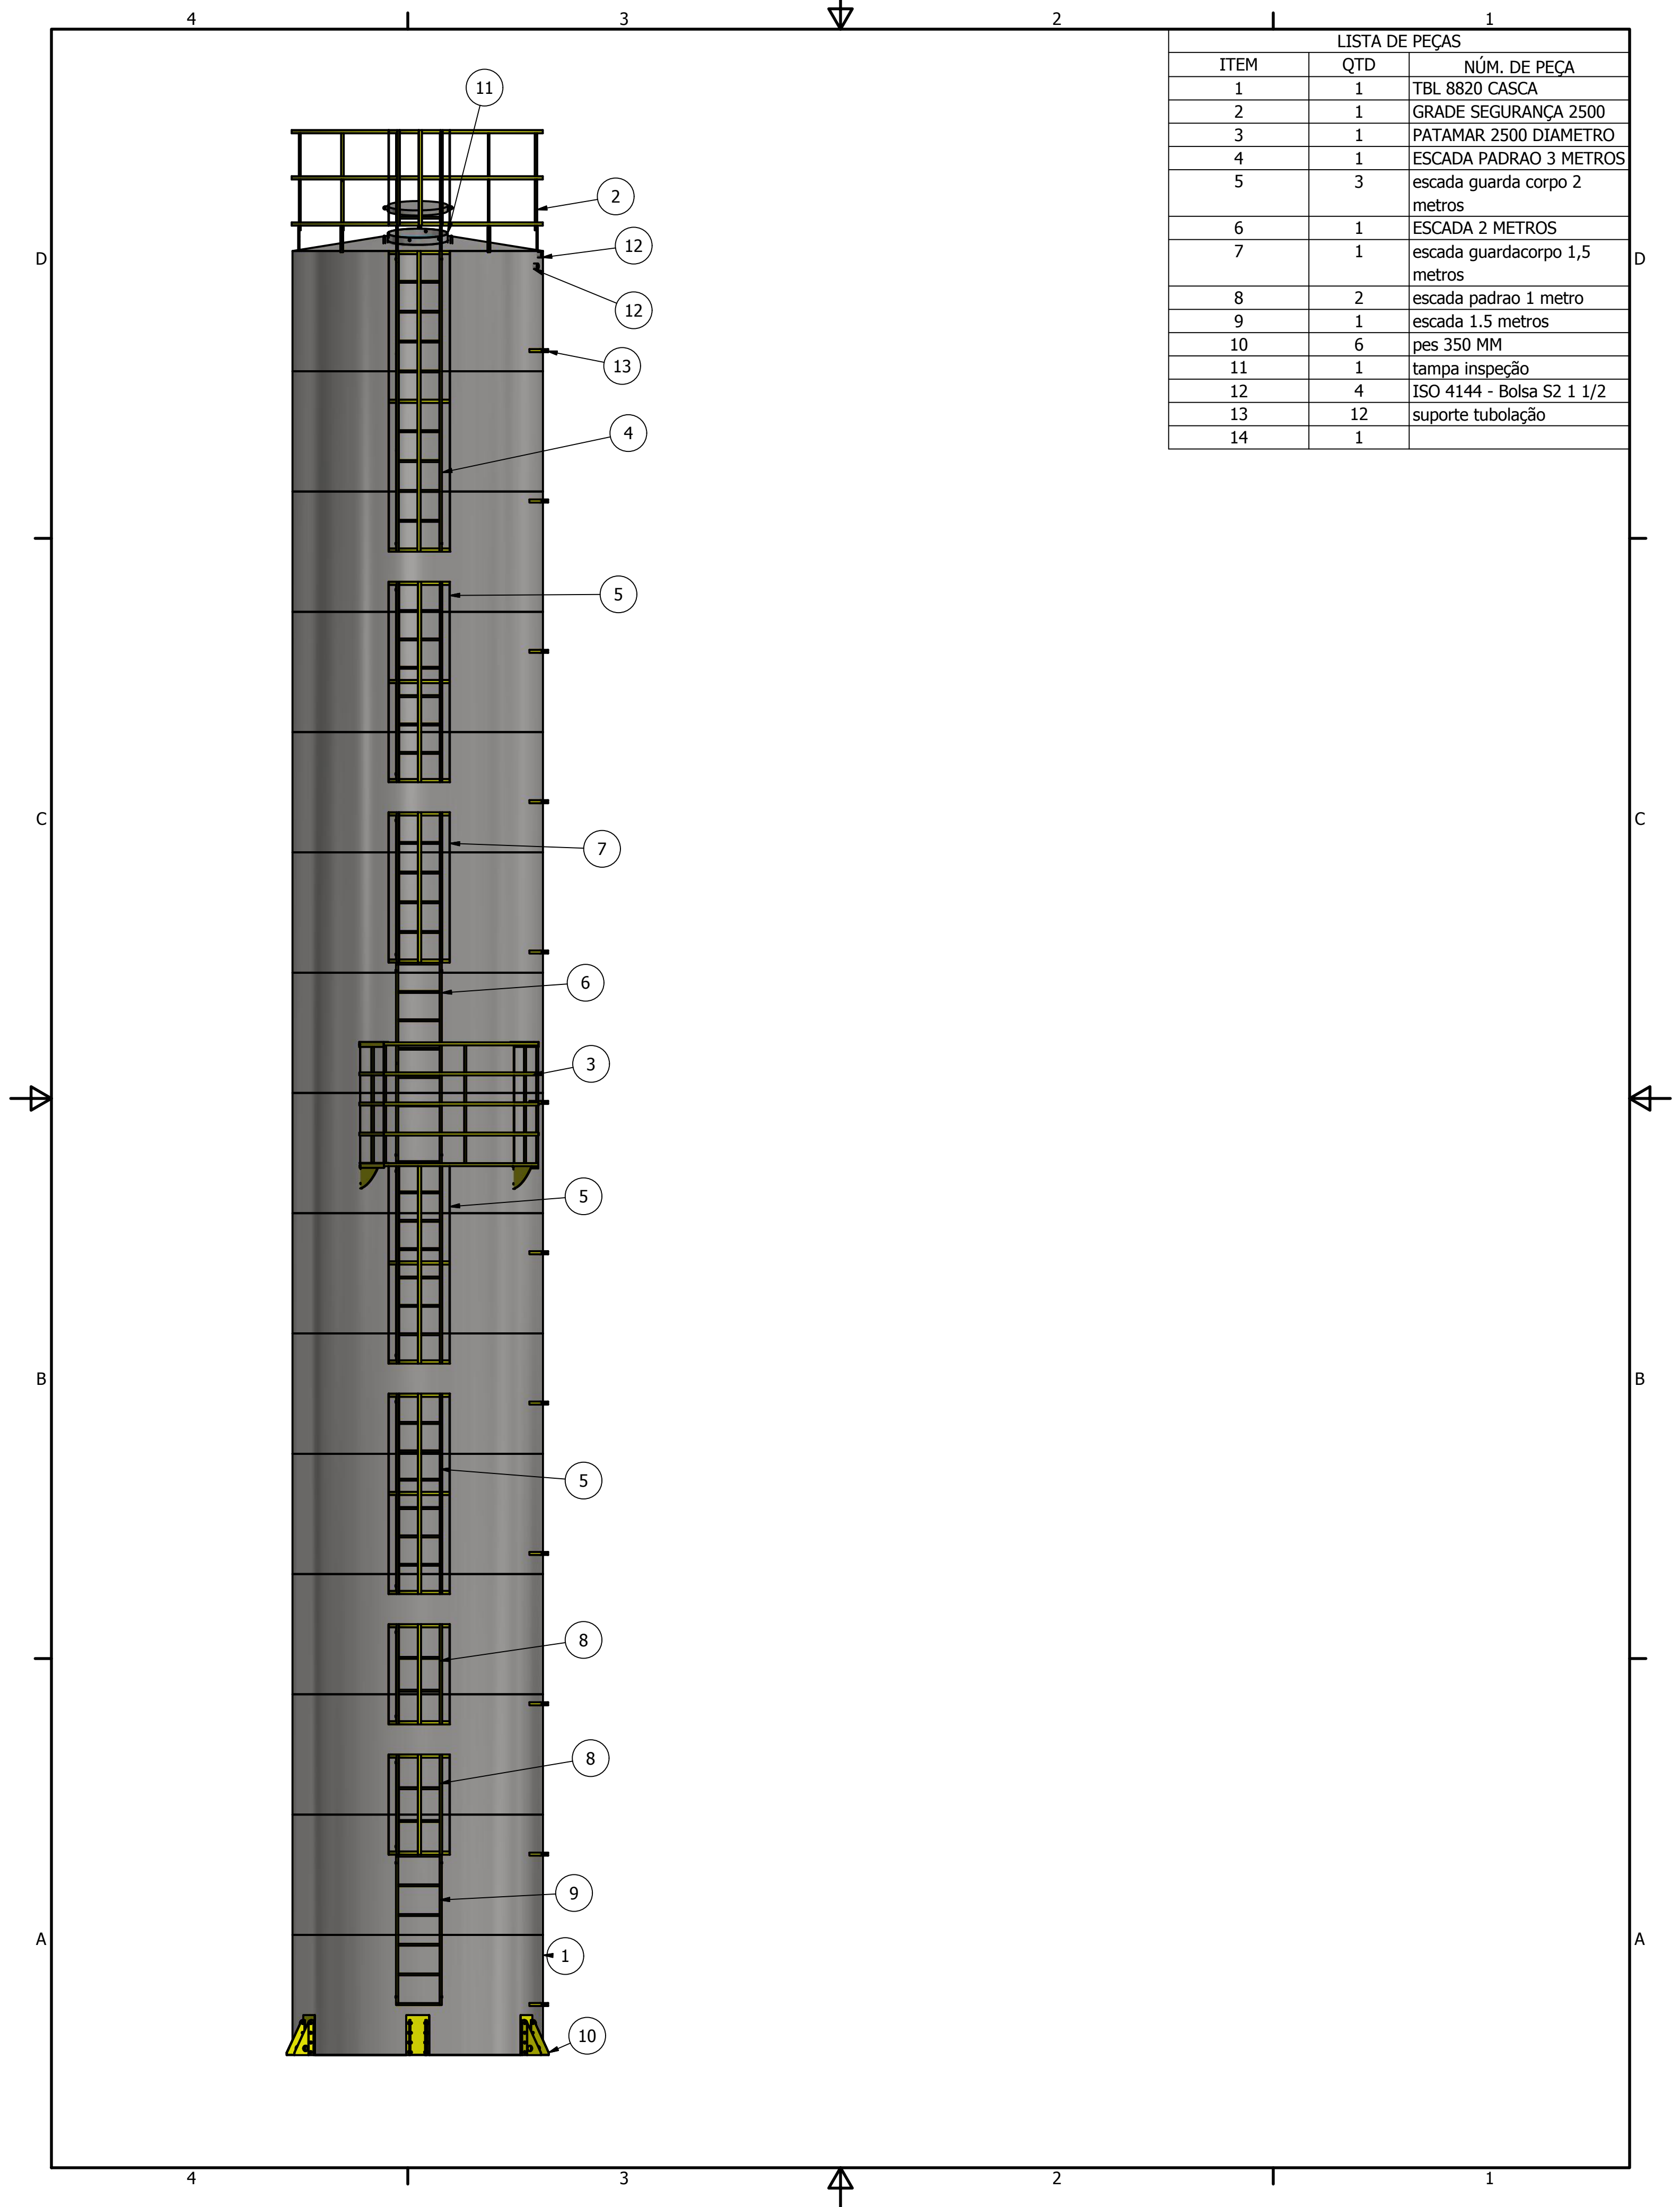 4 3 2 1
LISTA DE PEÇAS
ITEM QTD NÚM. DE PEÇA
1 1 TBL 8820 CASCA
2 1 GRADE SEGURANÇA 2500
3 1 PATAMAR 2500 DIAMETRO
4 1 ESCADA PADRAO 3 METROS
5 3 escada guarda corpo 2
metros
6 1 ESCADA 2 METROS
7 1 escada guardacorpo 1,5
metros
8 2 escada padrao 1 metro
9 1 escada 1.5 metros
10 6 pes 350 MM
11 1 tampa inspeção
12 4 ISO 4144 - Bolsa S2 1 1/2
13 12 suporte tubolação
14 1
11
2
12
D D
12
13
4
5
C C
7
6
3
5
B B
5
8
8
9
A A
1
10
4 3 2 1